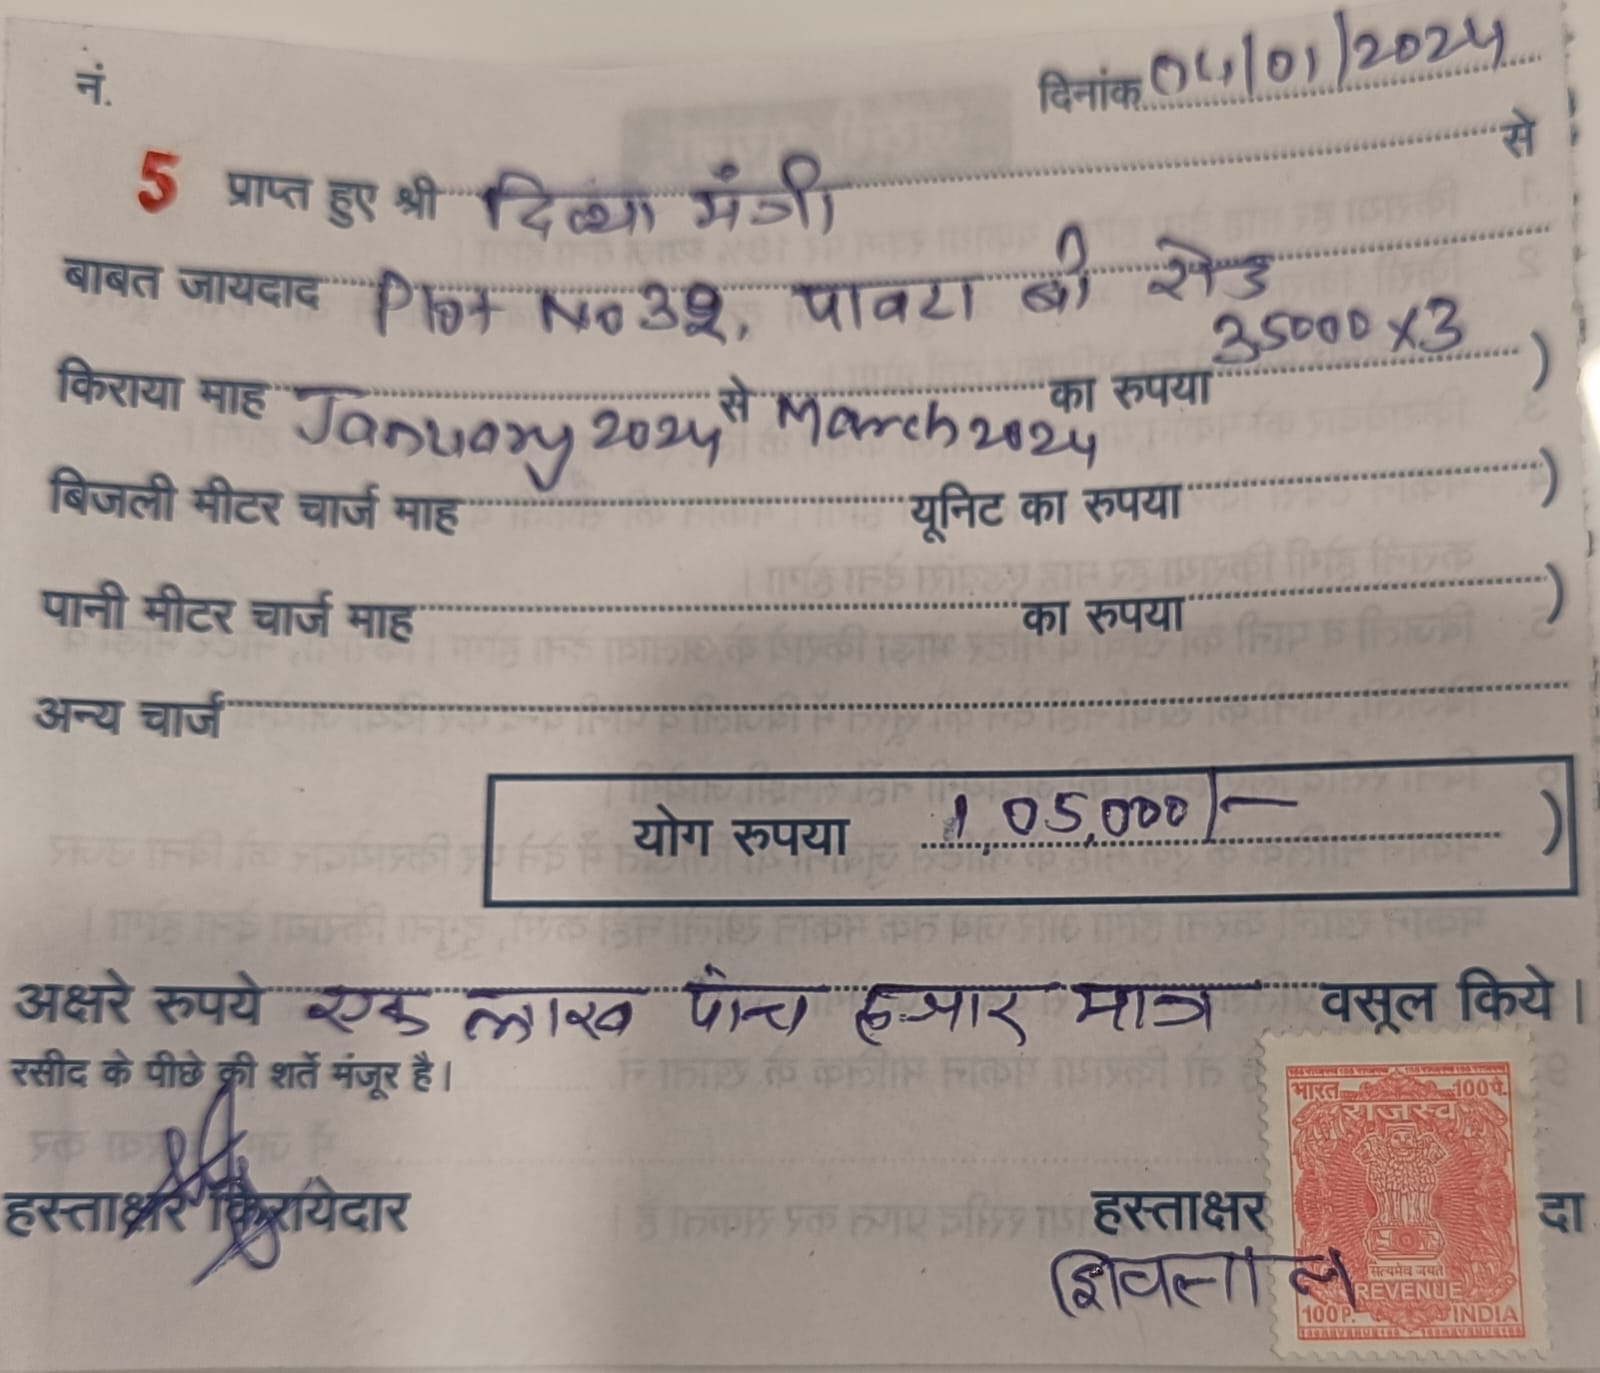 नं.
दिनांक 04/01/2024
5 प्राप्त हुए श्री दिव्या मंत्री से
बाबत जायदाद Plot No 32, पावटा बी रोड
किराया माह January 2024 से March 2024 का रुपया 35000 x 3 )
बिजली मीटर चार्ज माह यूनिट का रुपया )
पानी मीटर चार्ज माह का रुपया )
अन्य चार्ज
योग रुपया 1,05,000/- )
अक्षरे रुपये एक लाख पांच हजार मात्र वसूल किये।
रसीद के पीछे की शर्ते मंजूर है।
हस्ताक्षर किरायेदार
हस्ताक्षर दा
शिवलाल
भारत 100 पै.
राजस्व
सत्यमेव जयते
REVENUE
100 P. INDIA